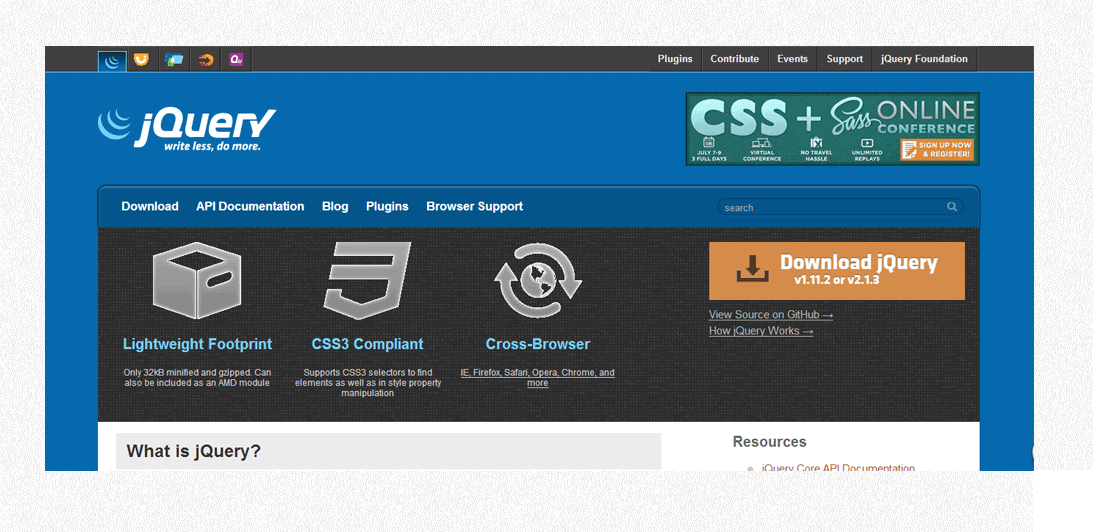 Plugins Contribute Events Support jQuery Foundation
jQuery
write less, do more.
CSS + Sass ONLINE
CONFERENCE
JULY 7-9
3 FULL DAYS
VIRTUAL
CONFERENCE
NO TRAVEL
HASSLE
UNLIMITED
REPLAYS
SIGN UP NOW
& REGISTER!
Download API Documentation Blog Plugins Browser Support
search
Lightweight Footprint
Only 32kB minified and gzipped. Can
also be included as an AMD module
CSS3 Compliant
Supports CSS3 selectors to find
elements as well as in style property
manipulation
Cross-Browser
IE, Firefox, Safari, Opera, Chrome, and
more
Download jQuery
v1.11.2 or v2.1.3
View Source on GitHub →
How jQuery Works →
What is jQuery?
Resources
jQuery Core API Documentation